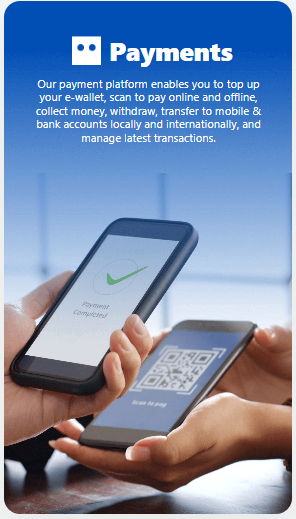 Payments
Our payment platform enables you to top up
your e-wallet, scan to pay online and offline,
collect money, withdraw, transfer to mobile &
bank accounts locally and internationally, and
manage latest transactions.
Payment
Completed
Scan to pay